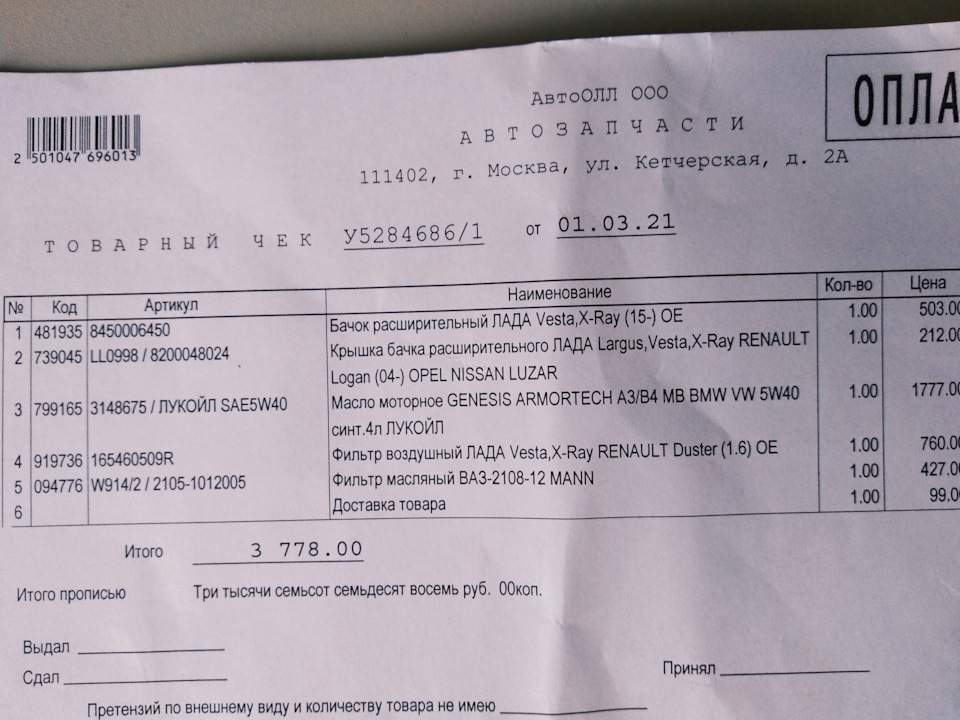 АвтоОЛЛ ООО
АВТОЗАПЧАСТИ
111402, г. Москва, ул. Кетчерская, д. 2А
2 501047 696013
ТОВАРНЫЙ ЧЕК У5284686/1 от 01.03.21
№ Код Артикул Наименование Кол-во Цена
1 481935 8450006450 Бачок расширительный ЛАДА Vesta,X-Ray (15-) OE 1.00 503.00
2 739045 LL0998 / 8200048024 Крышка бачка расширительного ЛАДА Largus,Vesta,X-Ray RENAULT 1.00 212.00
Logan (04-) OPEL NISSAN LUZAR
3 799165 3148675 / ЛУКОЙЛ SAE5W40 Масло моторное GENESIS ARMORTECH A3/B4 MB BMW VW 5W40 1.00 1777.00
синт.4л ЛУКОЙЛ
4 919736 165460509R Фильтр воздушный ЛАДА Vesta,X-Ray RENAULT Duster (1.6) OE 1.00 760.00
5 094776 W914/2 / 2105-1012005 Фильтр масляный ВАЗ-2108-12 MANN 1.00 427.00
6 Доставка товара 1.00 99.00
Итого 3 778.00
Итого прописью Три тысячи семьсот семьдесят восемь руб. 00коп.
Выдал
Сдал Принял
Претензий по внешнему виду и количеству товара не имею